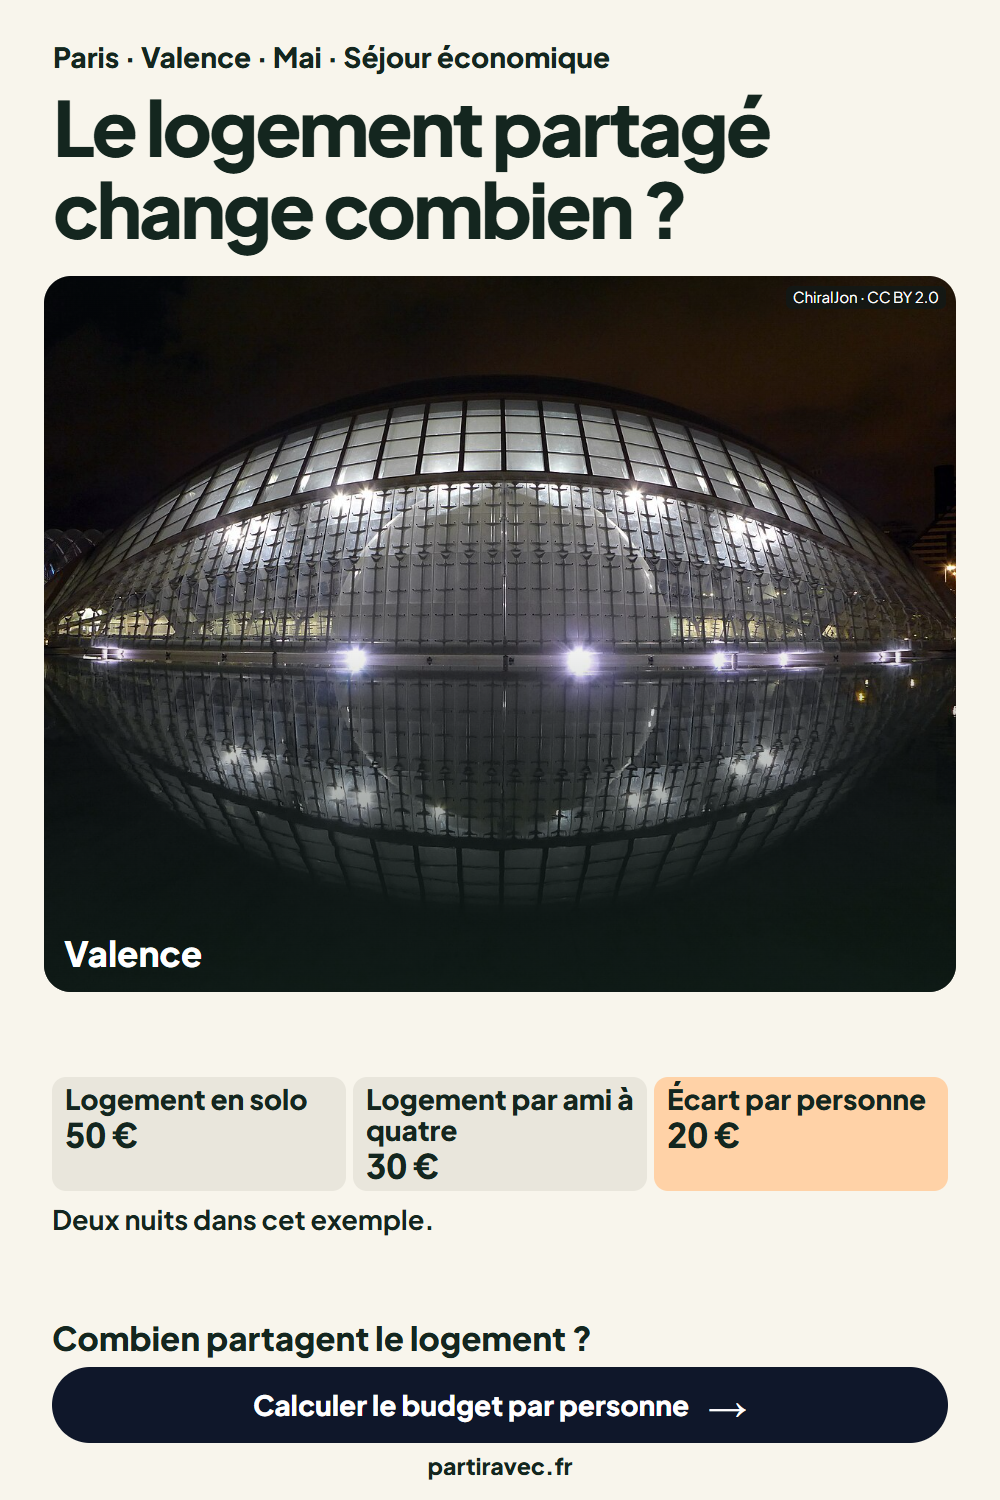 Paris · Valence · Mai · Séjour économique
Le logement partagé
change combien ?
ChiralJon · CC BY 2.0
Valence
Logement en solo
50 €
Logement par ami à
quatre
30 €
Écart par personne
20 €
Deux nuits dans cet exemple.
Combien partagent le logement ?
Calculer le budget par personne →
partiravec.fr